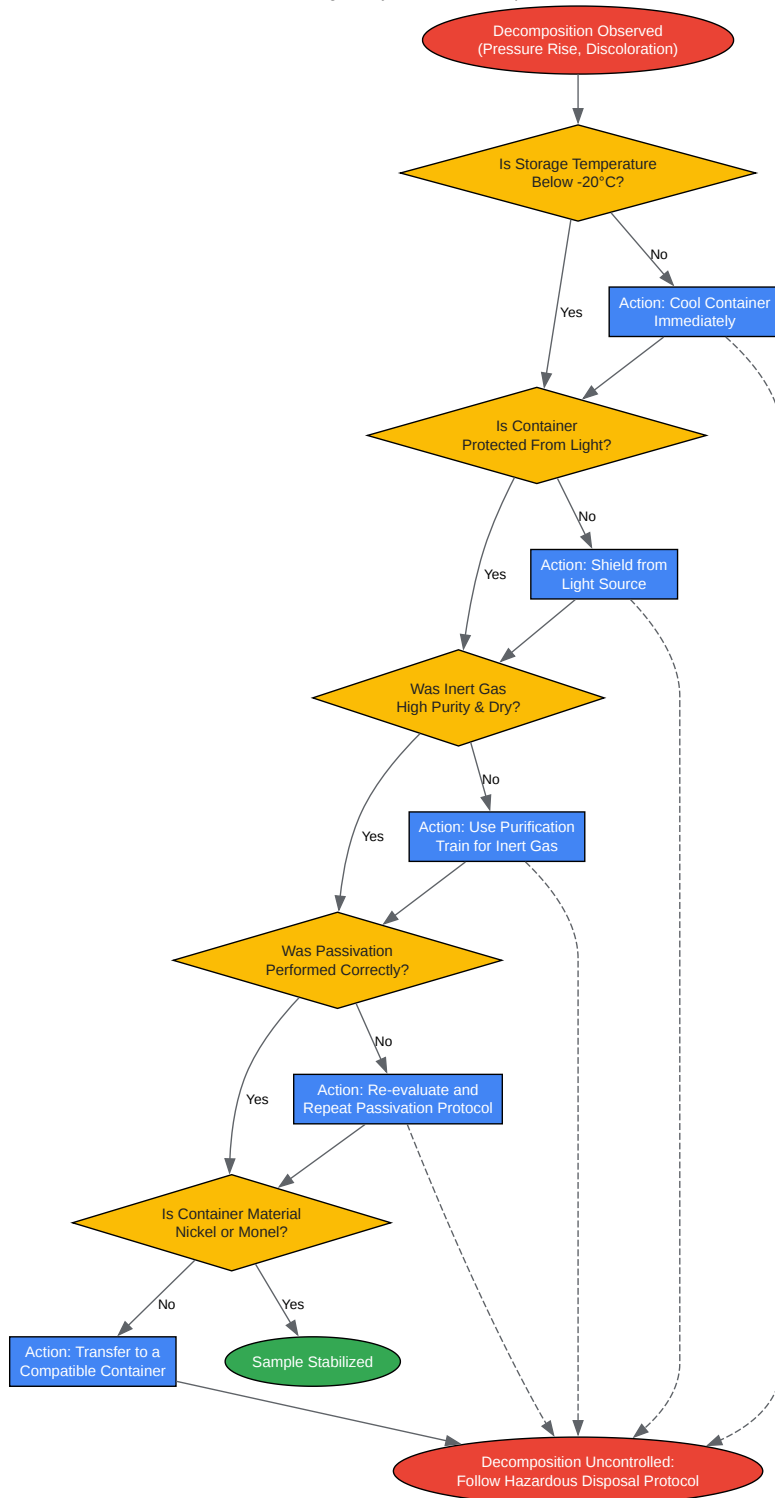 Decomposition Observed
(Pressure Rise, Discoloration)
Is Storage Temperature
Below -20°C?
No
Yes
Action: Cool Container
Immediately
Is Container
Protected From Light?
No
Yes
Action: Shield from
Light Source
Was Inert Gas
High Purity & Dry?
No
Yes
Action: Use Purification
Train for Inert Gas
Was Passivation
Performed Correctly?
No
Yes
Action: Re-evaluate and
Repeat Passivation Protocol
Is Container Material
Nickel or Monel?
No
Yes
Action: Transfer to a
Compatible Container
Sample Stabilized
Decomposition Uncontrolled:
Follow Hazardous Disposal Protocol